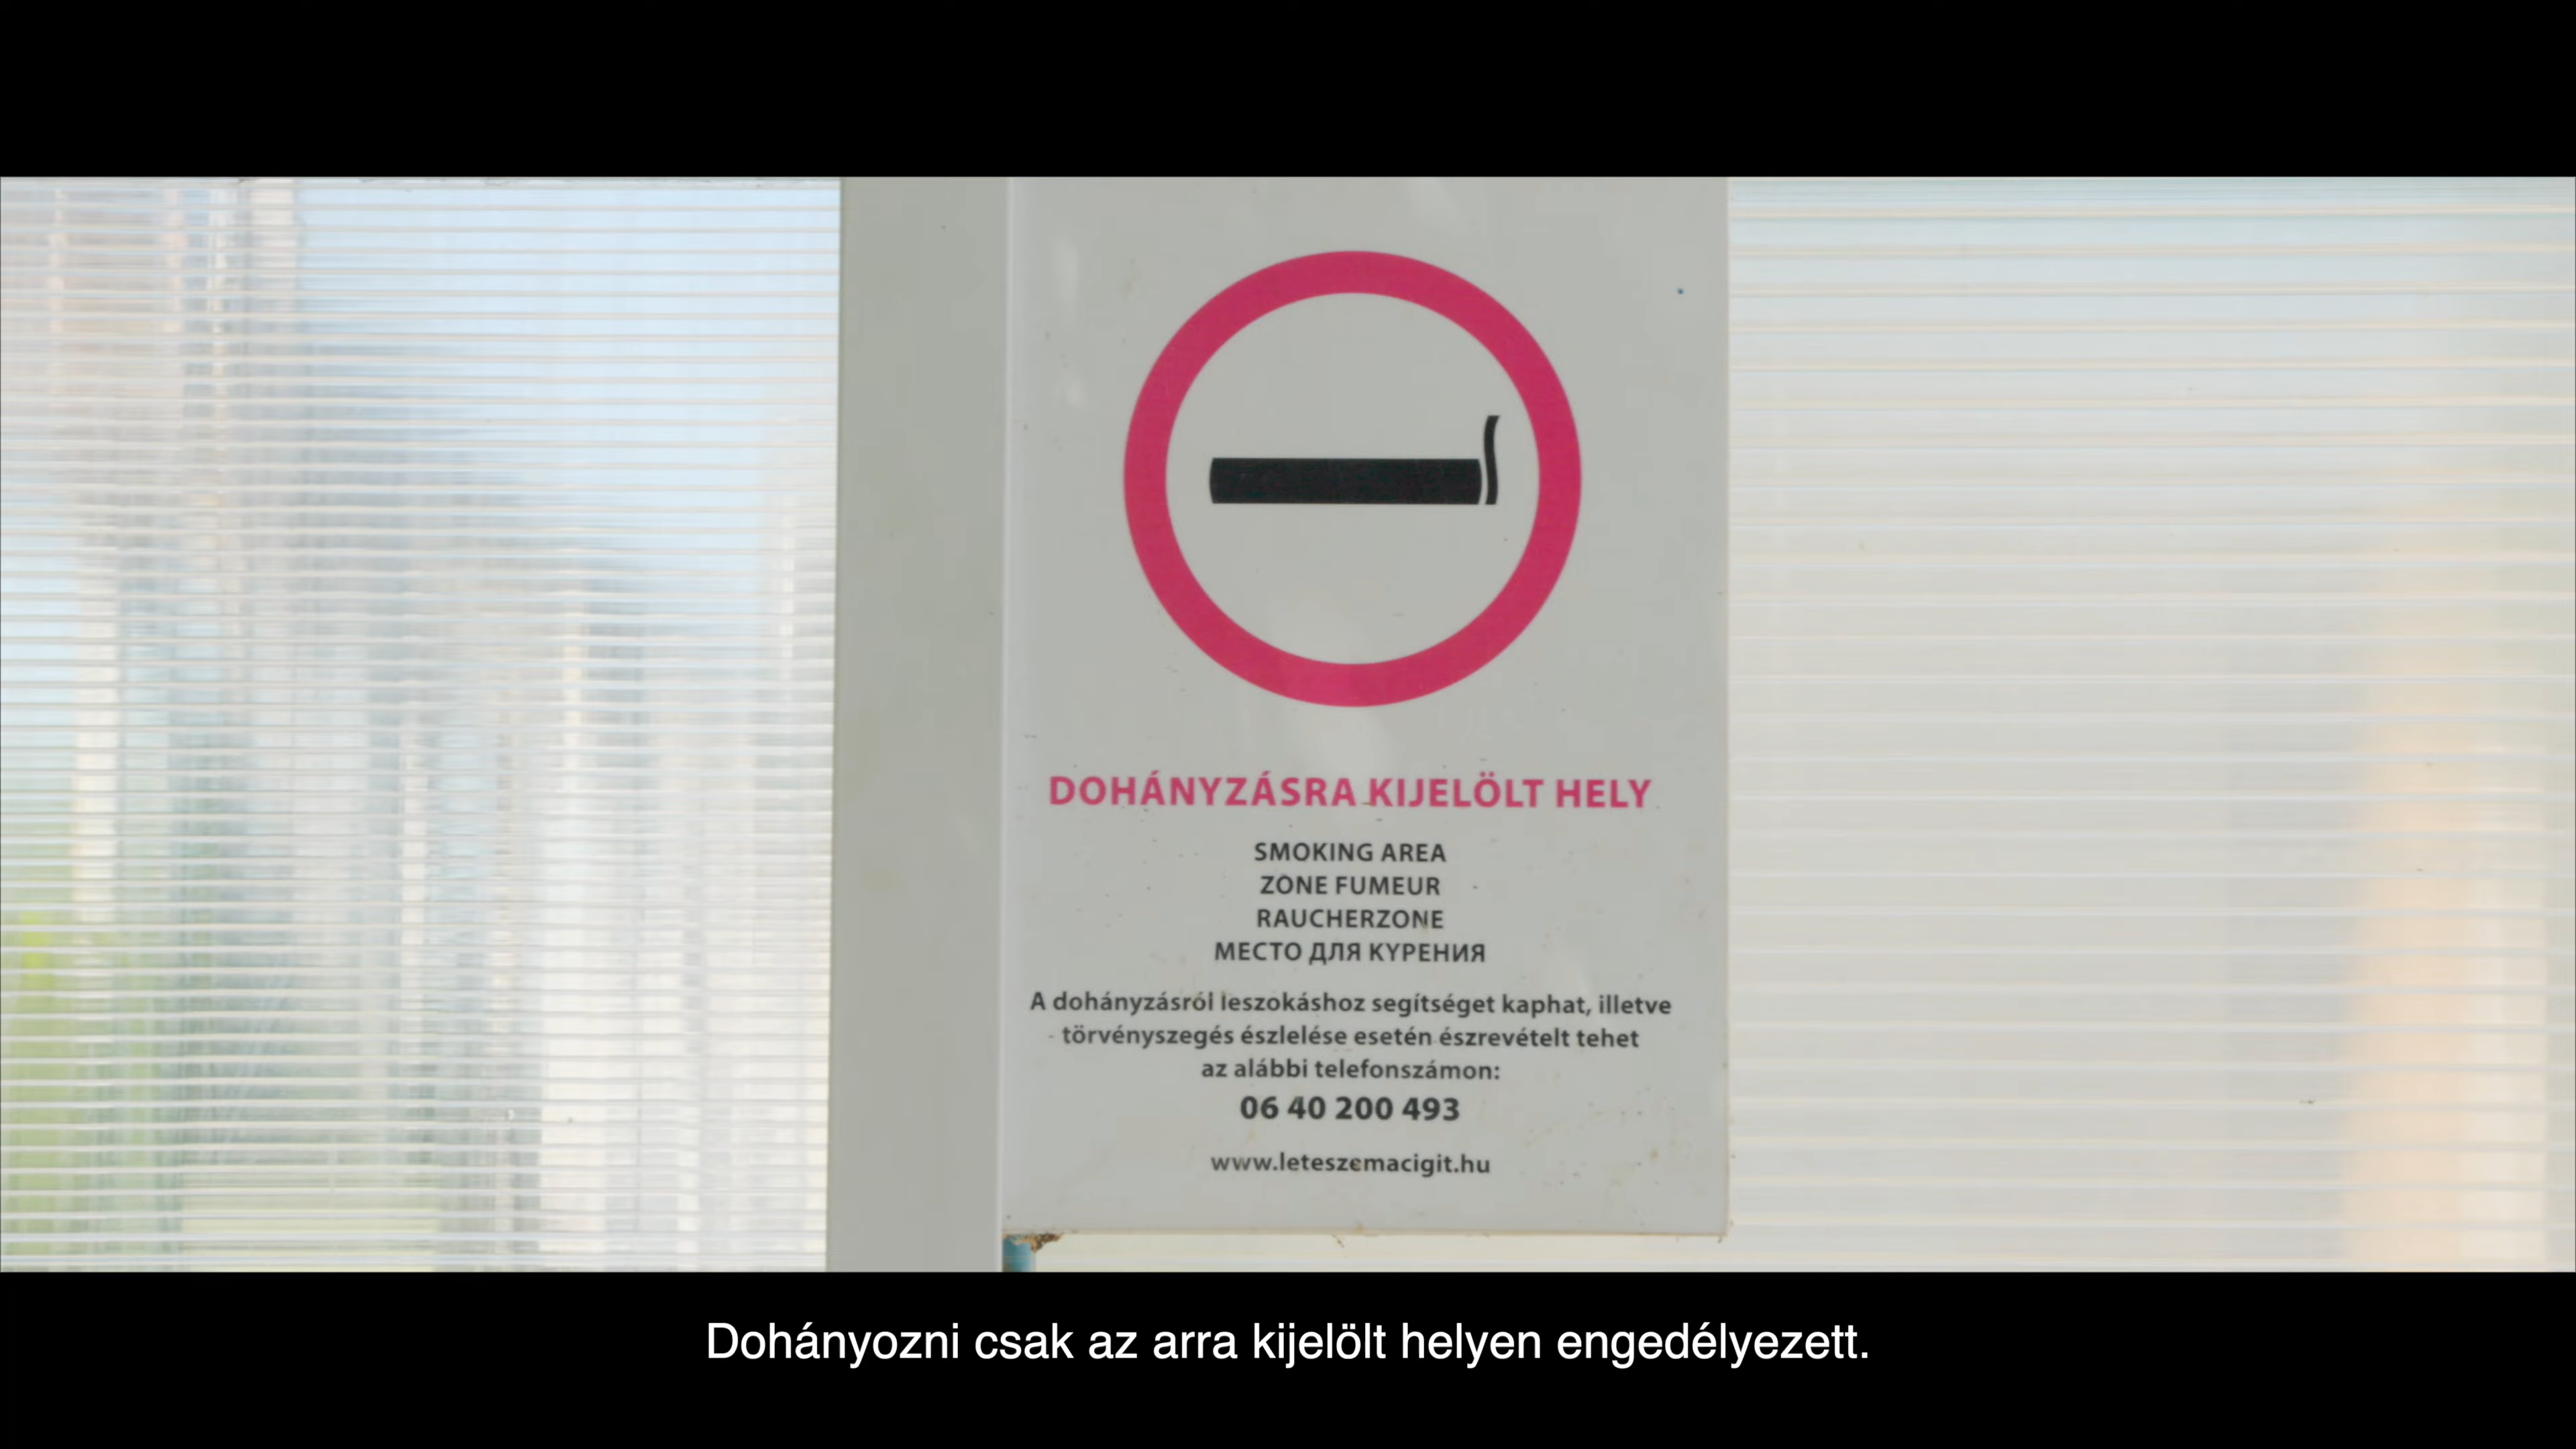 DOHÁNYZÁSRA KIJELÖLT HELY
SMOKING AREA
ZONE FUMEUR
RAUCHERZONE
МЕСТО ДЛЯ КУРЕНИЯ
A dohányzásról leszokáshoz segítséget kaphat, illetve
törvényszegés észlelése esetén észrevételt tehet
az alábbi telefonszámon:
06 40 200 493
www.leteszemacigit.hu
Dohányozni csak az arra kijelölt helyen engedélyezett.